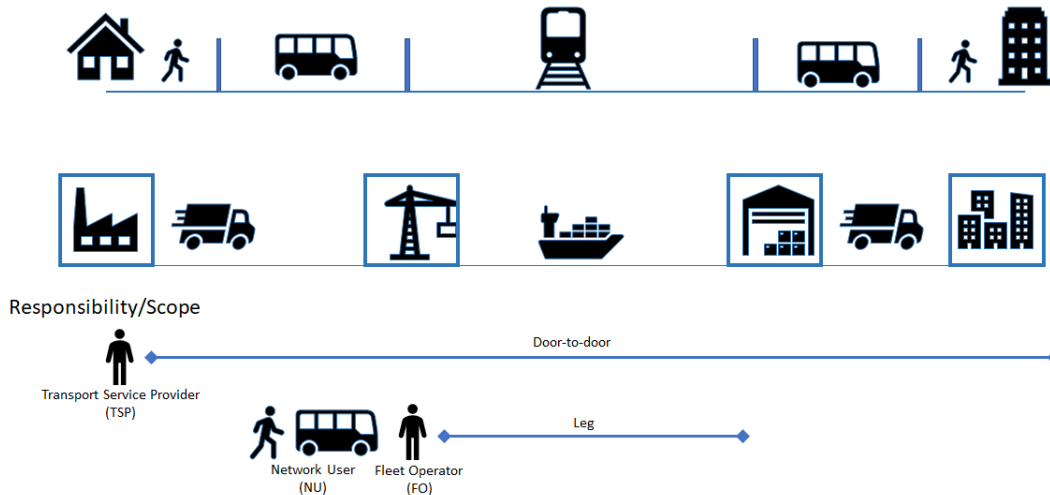 Responsibility/Scope
Door-to-door
Transport Service Provider
(TSP)
Leg
Network User
(NU)
Fleet Operator
(FO)